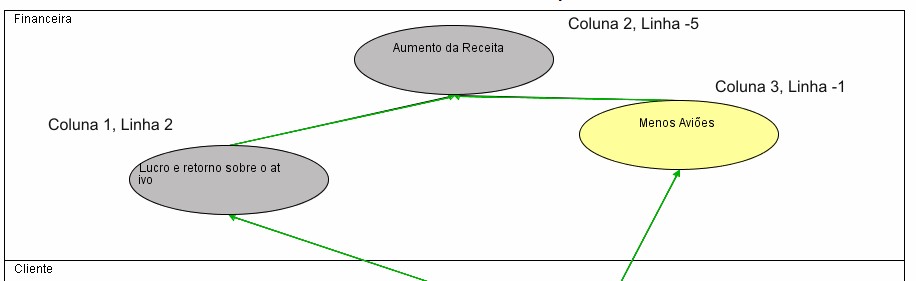 Financeira
Coluna 2, Linha -5
Aumento da Receita
Coluna 3, Linha -1
Menos Aviões
Coluna 1, Linha 2
Lucro e retorno sobre o at
ivo
Cliente